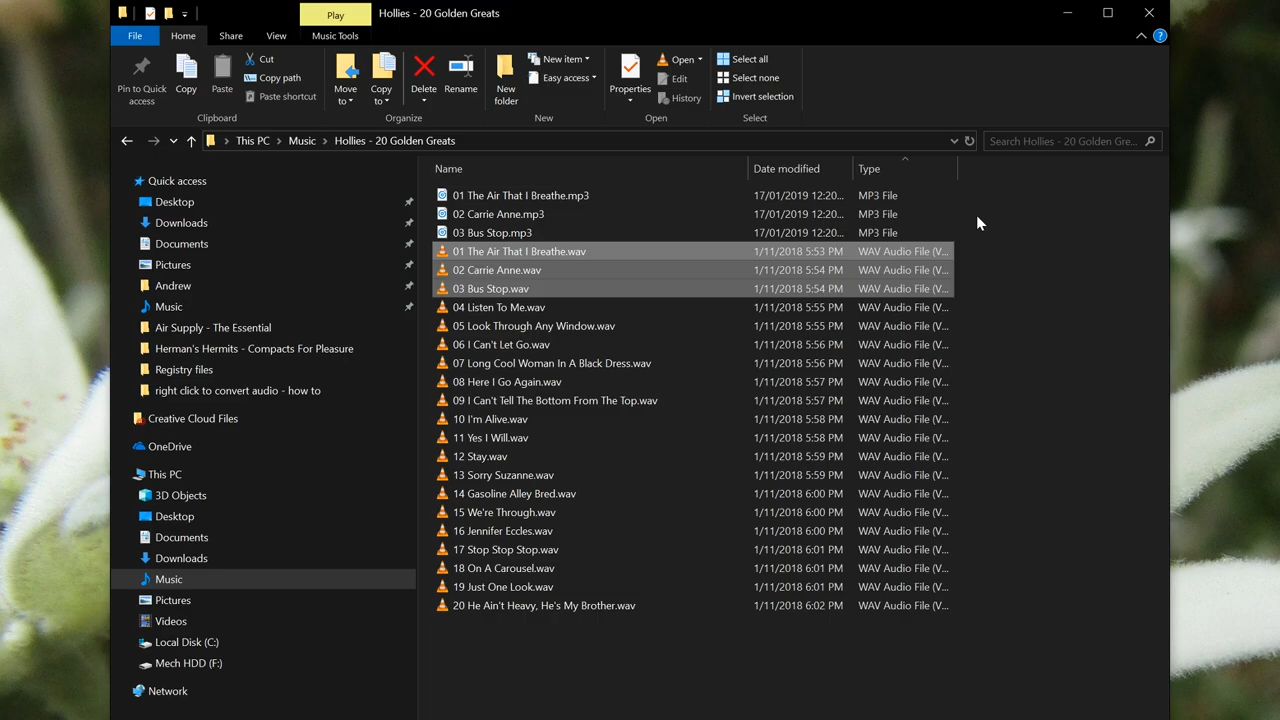 Play
Hollies - 20 Golden Greats
File
Home
Share
View
Music Tools
Pin to Quick access
Copy
Paste
Cut
Copy path
Paste shortcut
Clipboard
Move to
Copy to
Delete
Rename
Organize
New folder
New item
Easy access
New
Properties
Open
Edit
History
Open
Select all
Select none
Invert selection
Select
This PC > Music > Hollies - 20 Golden Greats
Search Hollies - 20 Golden Gre...
Quick access
Desktop
Downloads
Documents
Pictures
Andrew
Music
Air Supply - The Essential
Herman's Hermits - Compacts For Pleasure
Registry files
right click to convert audio - how to
Creative Cloud Files
OneDrive
This PC
3D Objects
Desktop
Documents
Downloads
Music
Pictures
Videos
Local Disk (C:)
Mech HDD (F:)
Network
Name Date modified Type
01 The Air That I Breathe.mp3 17/01/2019 12:20... MP3 File
02 Carrie Anne.mp3 17/01/2019 12:20... MP3 File
03 Bus Stop.mp3 17/01/2019 12:20... MP3 File
01 The Air That I Breathe.wav 1/11/2018 5:53 PM WAV Audio File (V...
02 Carrie Anne.wav 1/11/2018 5:54 PM WAV Audio File (V...
03 Bus Stop.wav 1/11/2018 5:54 PM WAV Audio File (V...
04 Listen To Me.wav 1/11/2018 5:55 PM WAV Audio File (V...
05 Look Through Any Window.wav 1/11/2018 5:55 PM WAV Audio File (V...
06 I Can't Let Go.wav 1/11/2018 5:56 PM WAV Audio File (V...
07 Long Cool Woman In A Black Dress.wav 1/11/2018 5:56 PM WAV Audio File (V...
08 Here I Go Again.wav 1/11/2018 5:57 PM WAV Audio File (V...
09 I Can't Tell The Bottom From The Top.wav 1/11/2018 5:57 PM WAV Audio File (V...
10 I'm Alive.wav 1/11/2018 5:58 PM WAV Audio File (V...
11 Yes I Will.wav 1/11/2018 5:58 PM WAV Audio File (V...
12 Stay.wav 1/11/2018 5:59 PM WAV Audio File (V...
13 Sorry Suzanne.wav 1/11/2018 5:59 PM WAV Audio File (V...
14 Gasoline Alley Bred.wav 1/11/2018 6:00 PM WAV Audio File (V...
15 We're Through.wav 1/11/2018 6:00 PM WAV Audio File (V...
16 Jennifer Eccles.wav 1/11/2018 6:00 PM WAV Audio File (V...
17 Stop Stop Stop.wav 1/11/2018 6:01 PM WAV Audio File (V...
18 On A Carousel.wav 1/11/2018 6:01 PM WAV Audio File (V...
19 Just One Look.wav 1/11/2018 6:01 PM WAV Audio File (V...
20 He Ain't Heavy, He's My Brother.wav 1/11/2018 6:02 PM WAV Audio File (V...